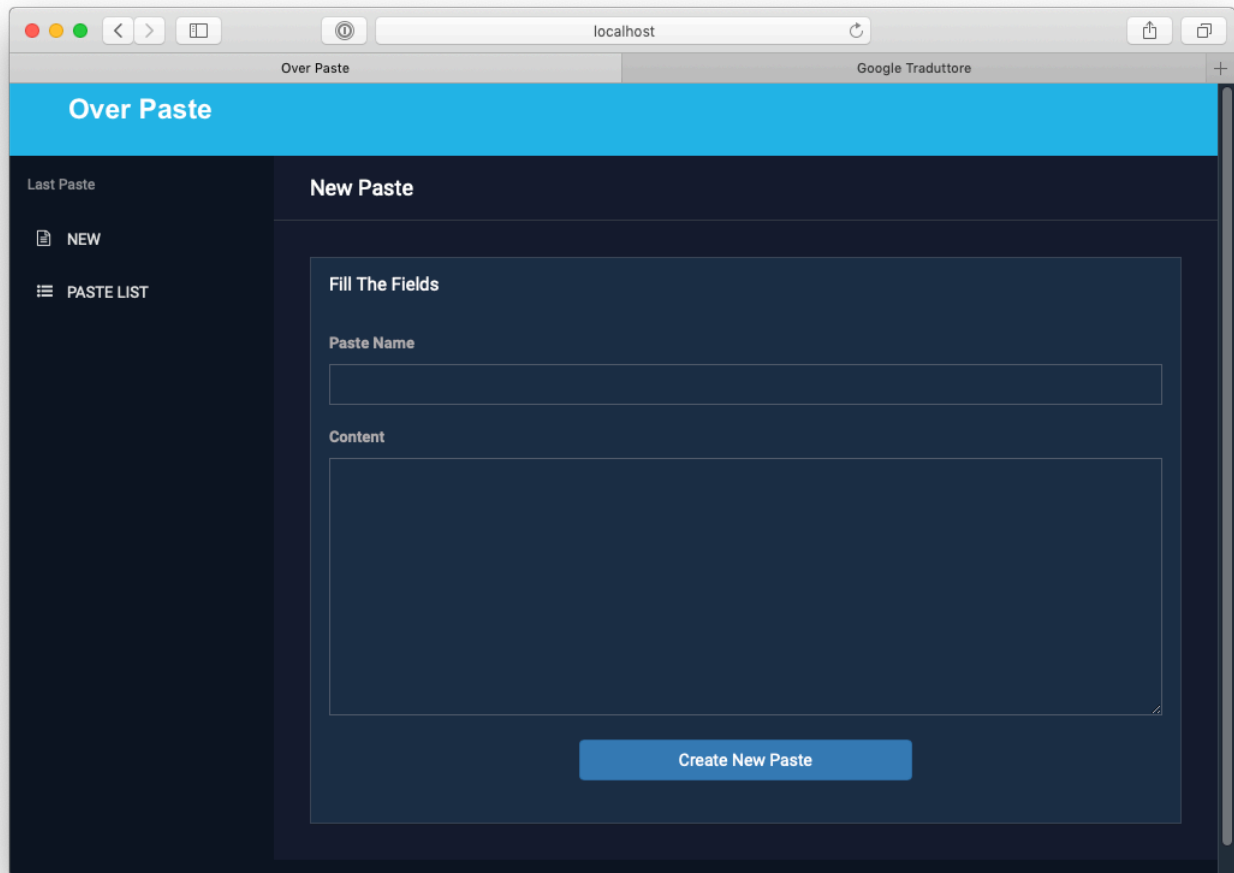 localhost
Over Paste
Google Traduttore
Over Paste
Last Paste
NEW
PASTE LIST
New Paste
Fill The Fields
Paste Name
Content
Create New Paste